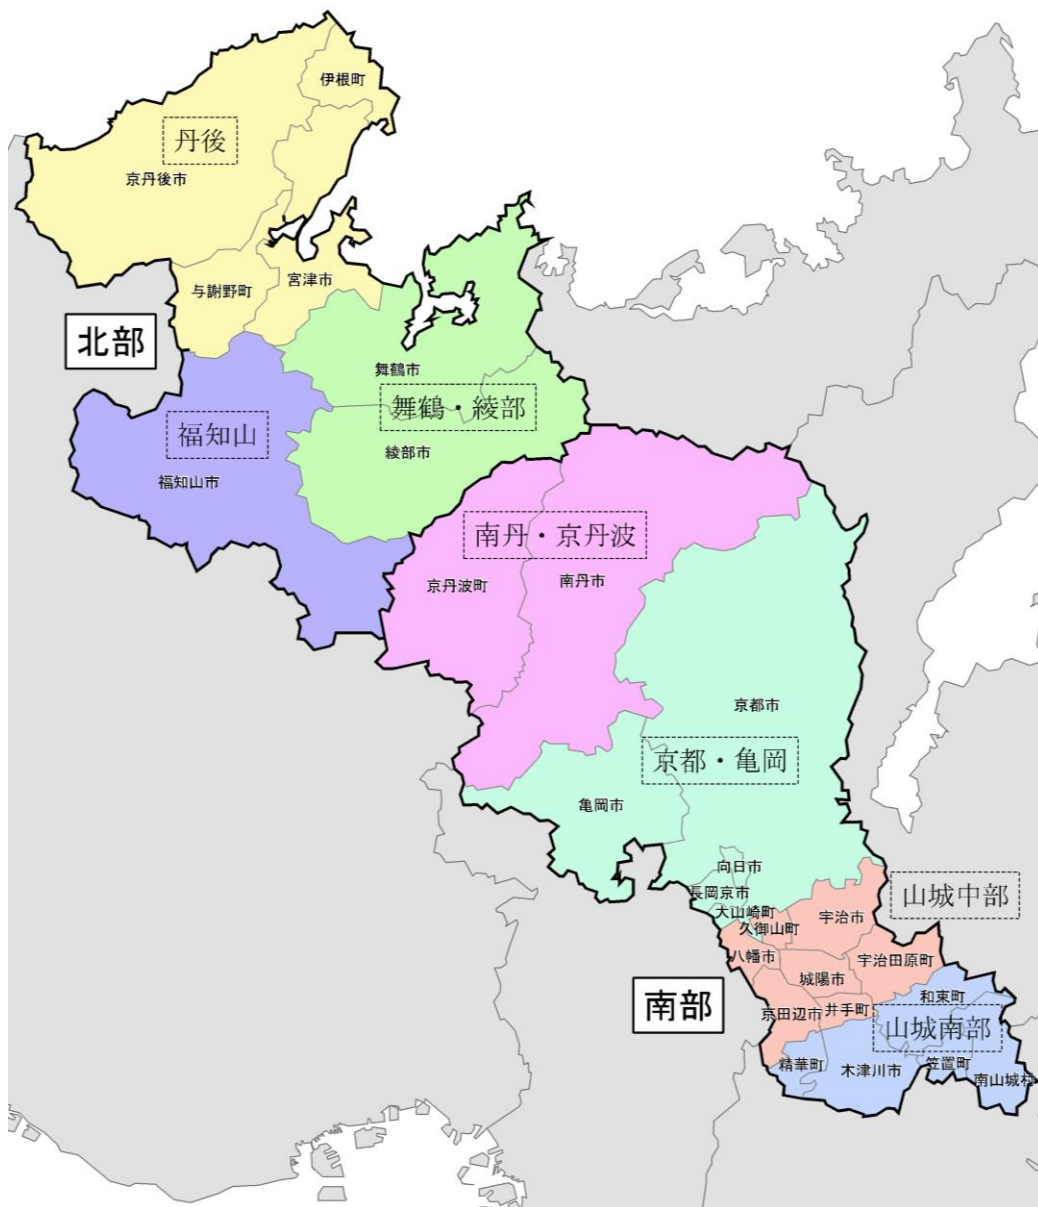 伊根町
丹後
京丹後市
与謝野町
宮津市
北部
舞鶴市
舞鶴・綾部
福知山
綾部市
福知山市
南丹・京丹波
京丹波町
南丹市
京都市
京都・亀岡
亀岡市
向日市
長岡京市
大山崎町
山城中部
久御山町
宇治市
八幡市
宇治田原町
城陽市
南部
京田辺市
井手町
和束町
山城南部
精華町
木津川市
笠置町
南山城村